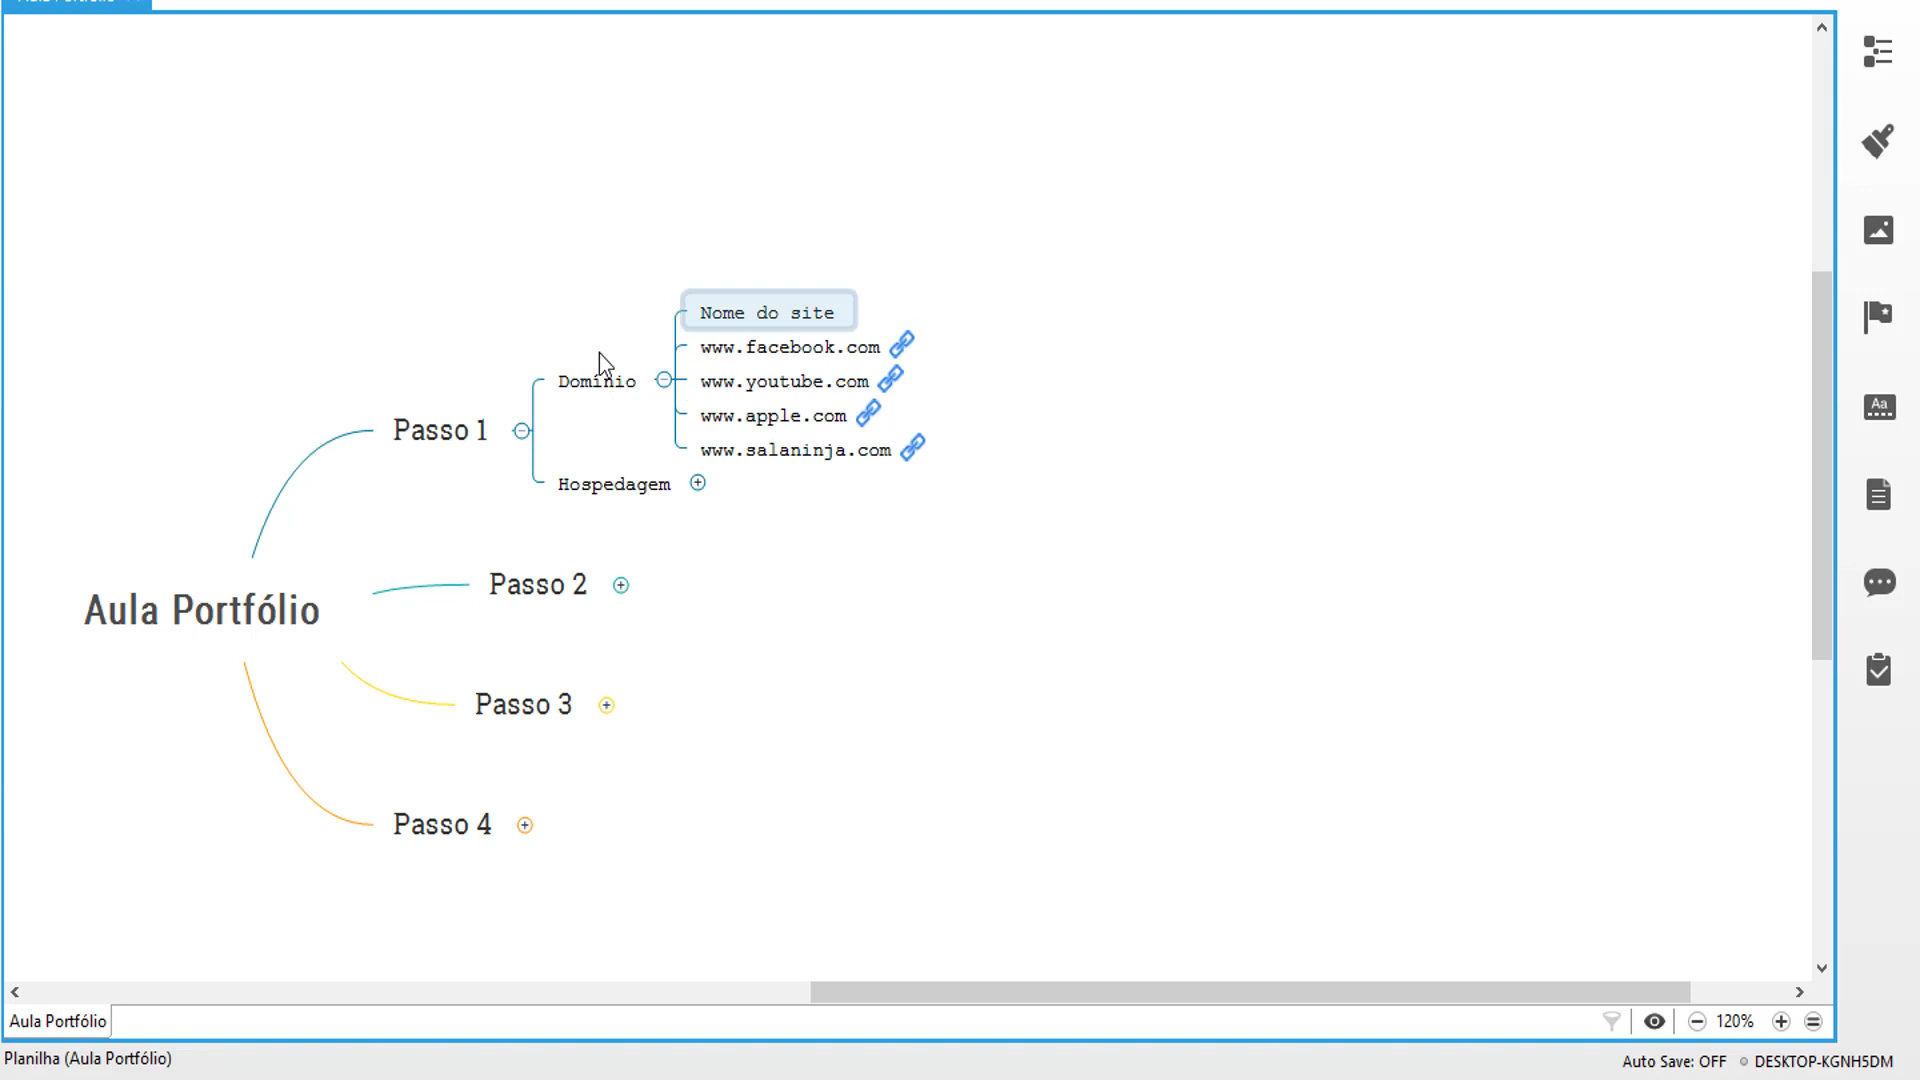 Nome do site
www.facebook.com
Domínio
www.youtube.com
www.apple.com
Passo 1
www.salaninja.com
Hospedagem
Passo 2
Aula Portfólio
Passo 3
Passo 4
Aa
Aula Portfólio
120%
Planilha (Aula Portfólio)
Auto Save: OFF
DESKTOP-KGNH5DM